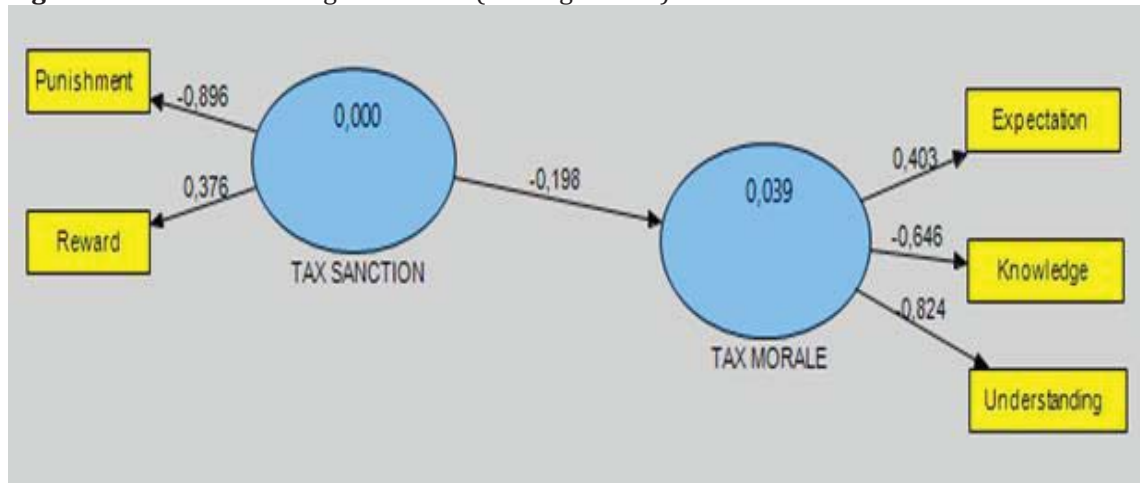 Punishment
-0,896
0,000
Expectation
0,403
0,376
-0,198
0,039
Reward
-0,646
Knowledge
TAX SANCTION
-0,824
TAX MORALE
Understanding